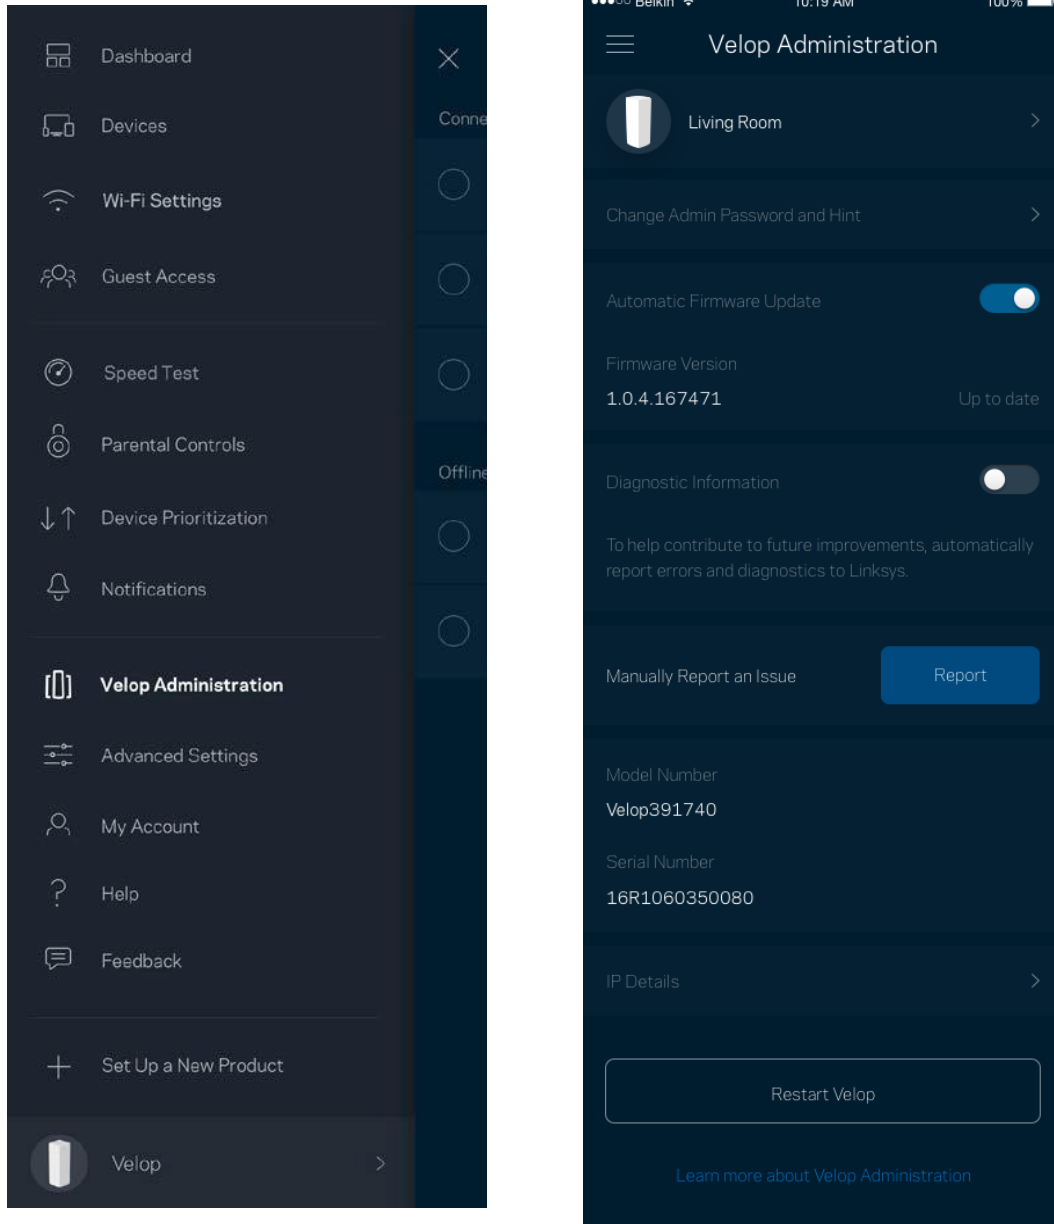 Dashboard
Devices
Wi-Fi Settings
Guest Access
Speed Test
Parental Controls
Device Prioritization
Notifications
Velop Administration
Advanced Settings
My Account
Help
Feedback
Set Up a New Product
Velop
Conne
Offline
Belkin 10:19 AM 100%
Velop Administration
Living Room
Change Admin Password and Hint
Automatic Firmware Update
Firmware Version
1.0.4.167471 Up to date
Diagnostic Information
To help contribute to future improvements, automatically
report errors and diagnostics to Linksys.
Manually Report an Issue Report
Model Number
Velop391740
Serial Number
16R1060350080
IP Details
Restart Velop
Learn more about Velop Administration